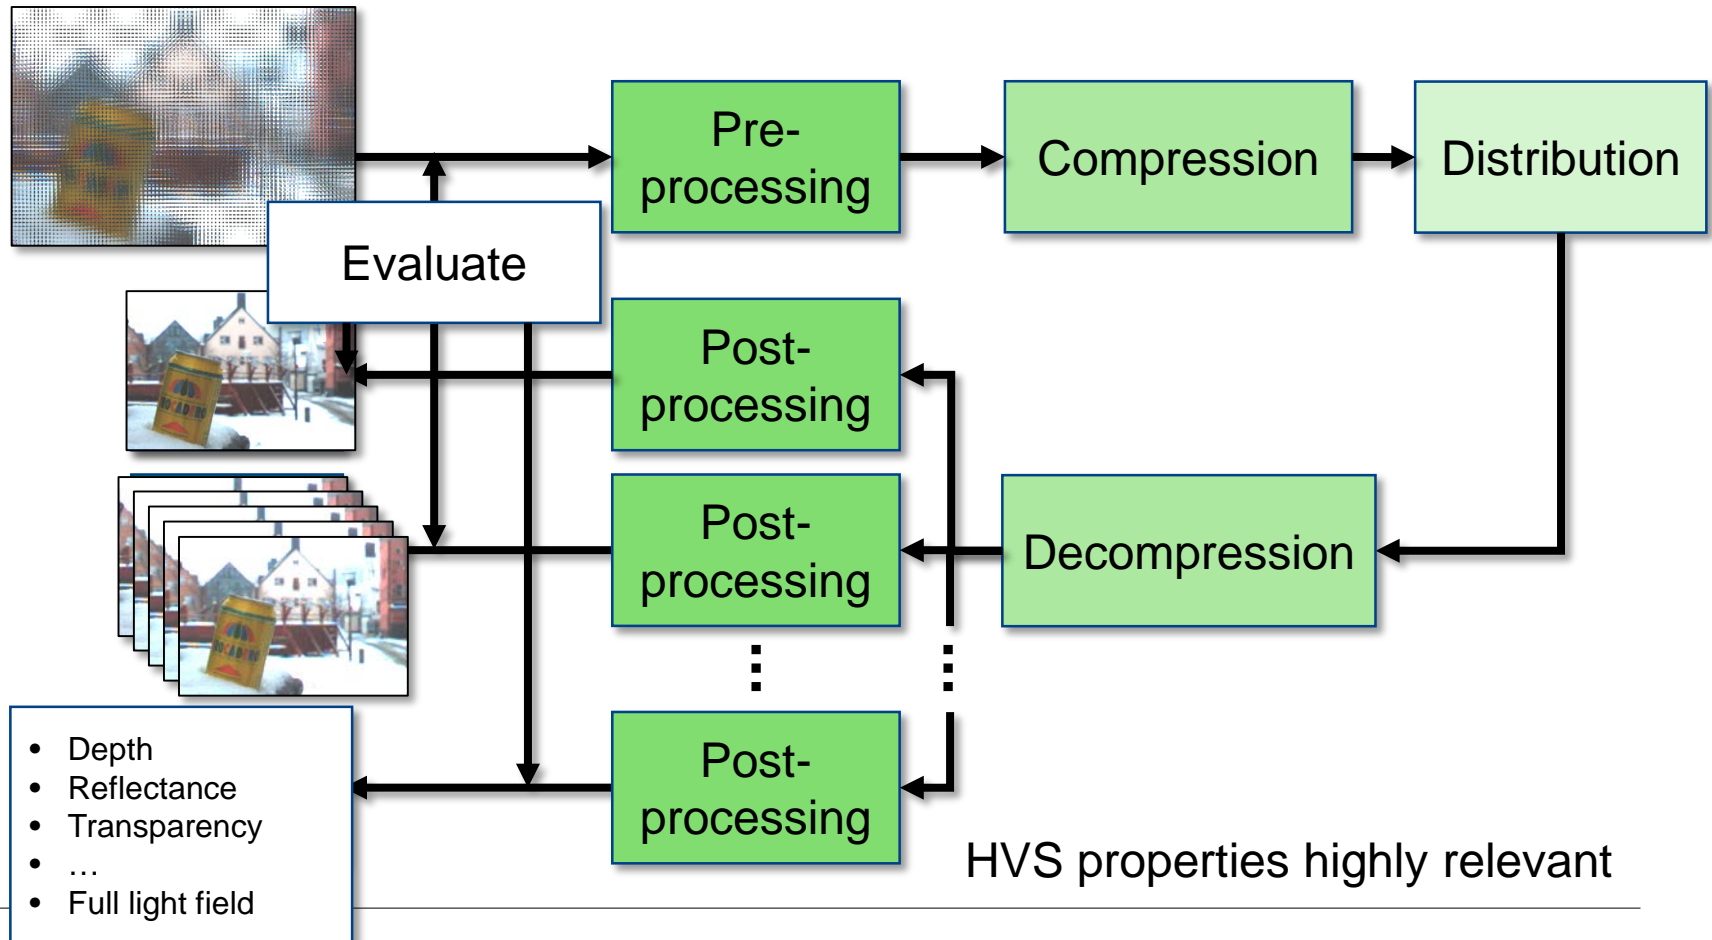 Pre-
processing
Compression
Distribution
Evaluate
Post-
processing
Post-
processing
Decompression
Post-
processing
• Depth
• Reflectance
• Transparency
• …
• Full light field
HVS properties highly relevant